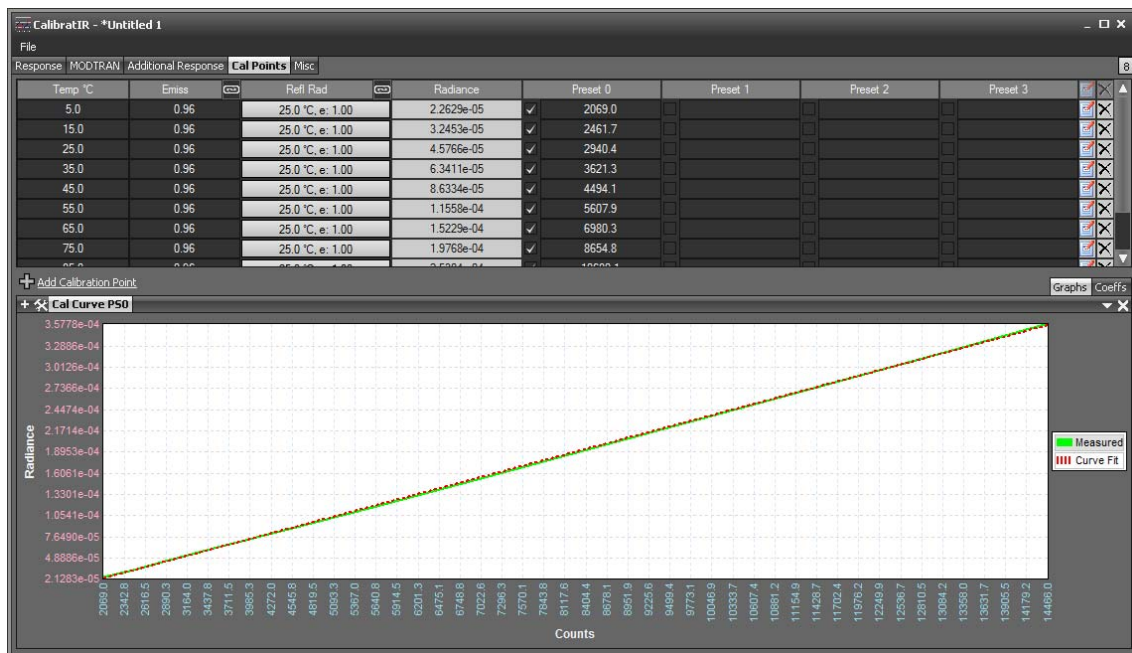 CalibratIR - *Untitled 1
File
Response MODTRAN Additional Response Cal Points Misc 8
Temp °C Emiss Refl Rad Radiance Preset 0 Preset 1 Preset 2 Preset 3
5.0 0.96 25.0 °C, e: 1.00 2.2629e-05 2069.0
15.0 0.96 25.0 °C, e: 1.00 3.2453e-05 2461.7
25.0 0.96 25.0 °C, e: 1.00 4.5766e-05 2940.4
35.0 0.96 25.0 °C, e: 1.00 6.3411e-05 3621.3
45.0 0.96 25.0 °C, e: 1.00 8.6334e-05 4494.1
55.0 0.96 25.0 °C, e: 1.00 1.1558e-04 5607.9
65.0 0.96 25.0 °C, e: 1.00 1.5229e-04 6980.3
75.0 0.96 25.0 °C, e: 1.00 1.9768e-04 8654.8
Add Calibration Point
Graphs Coeffs
Cal Curve PS0
3.5778e-04
3.2886e-04
3.0126e-04
2.7366e-04
2.4474e-04
2.1714e-04
1.8953e-04
1.6061e-04
1.3301e-04
1.0541e-04
7.6490e-05
4.8886e-05
2.1283e-05
Radiance
Measured
Curve Fit
2069.0 2342.8 2616.5 2890.3 3164.0 3437.8 3711.5 3985.3 4272.0 4545.8 4819.5 5093.3 5367.0 5640.8 5914.5 6201.3 6475.1 6748.8 7022.6 7296.3 7570.1 7843.8 8117.6 8404.4 8678.1 8951.9 9225.6 9499.4 9773.1 10046.9 10333.7 10607.4 10881.2 11154.9 11428.7 11702.4 11976.2 12249.9 12536.7 12810.5 13084.2 13358.0 13631.7 13905.5 14179.2 14466.0
Counts